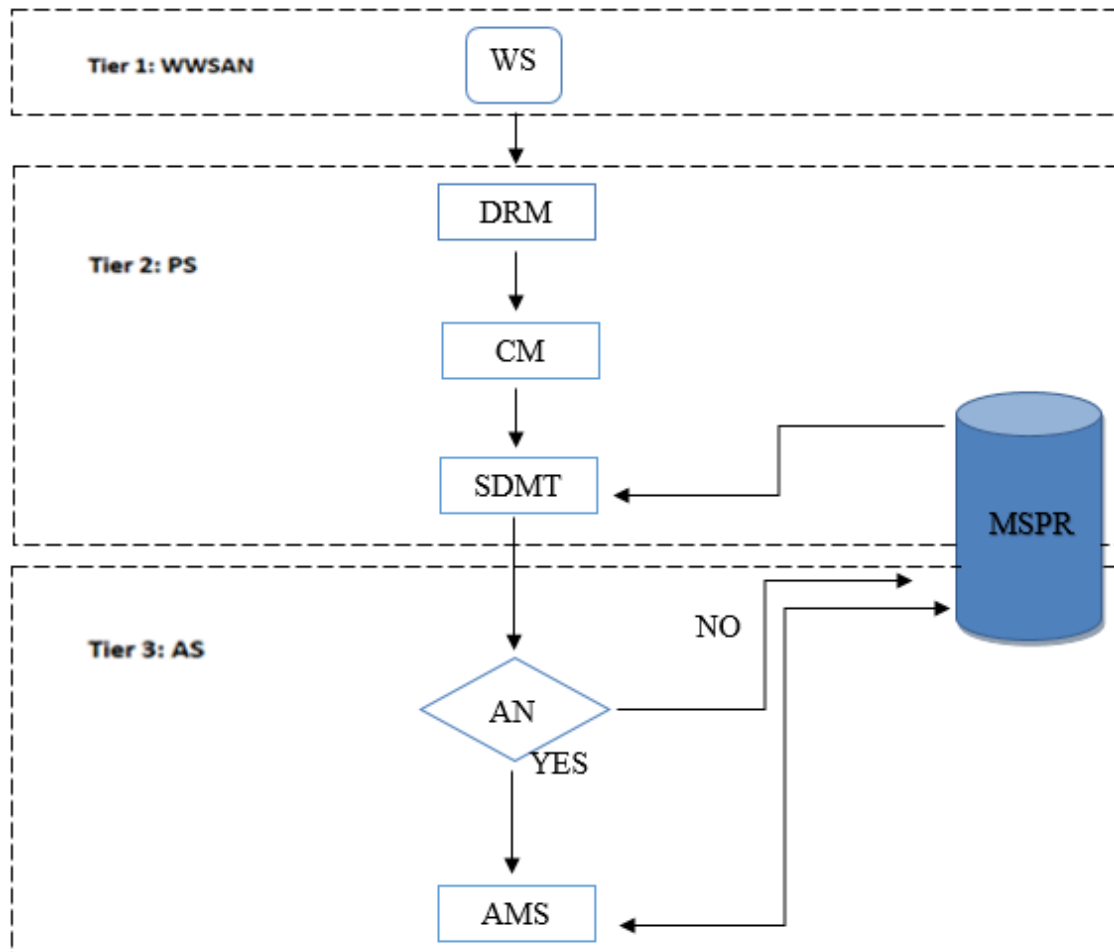 Tier 1: WWSAN
WS
DRM
Tier 2: PS
CM
SDMT
MSPR
NO
Tier 3: AS
AN
YES
AMS